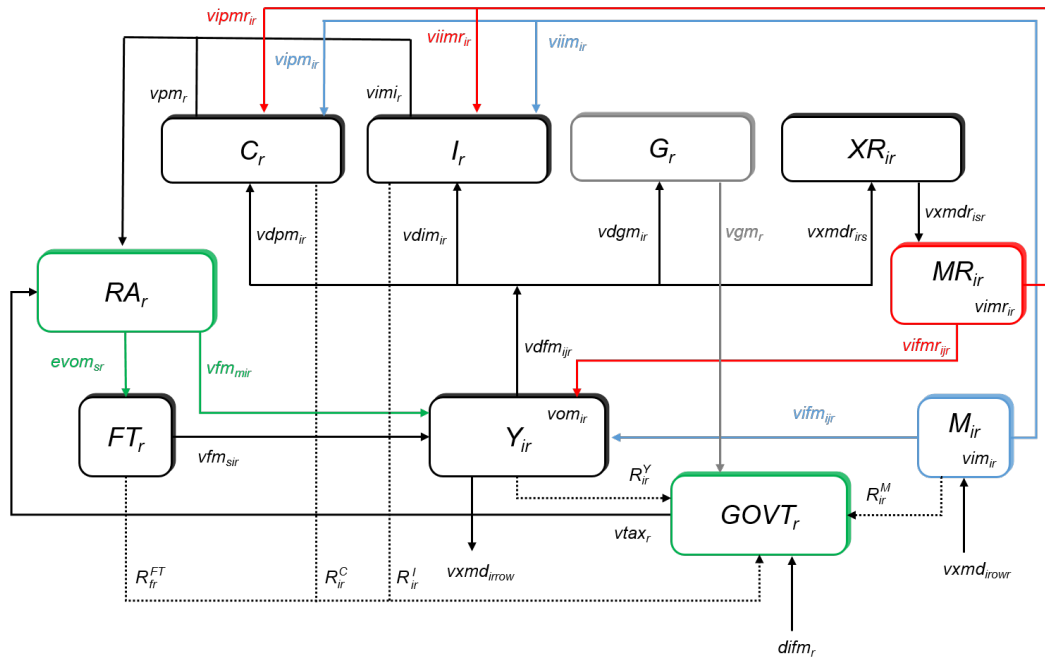 vipmr_ir
viimr_ir
vipm_ir
viim_ir
vpm_r
vimi_r
C_r
I_r
G_r
XR_ir
vdpm_ir
vdim_ir
vdgm_ir
vgm_r
vxmdr_irs
vxmdr_isr
RA_r
MR_ir
vimr_ir
evom_sr
vfm_mir
vdfm_ijr
vifmr_ijr
FT_r
vom_ir
Y_ir
vifm_ijr
M_ir
vim_ir
vfm_sir
R_ir^Y
R_ir^M
GOVT_r
vtax_r
R_fr^FT
R_ir^C
R_ir^I
vxmd_irrow
vxmd_irowr
difm_r